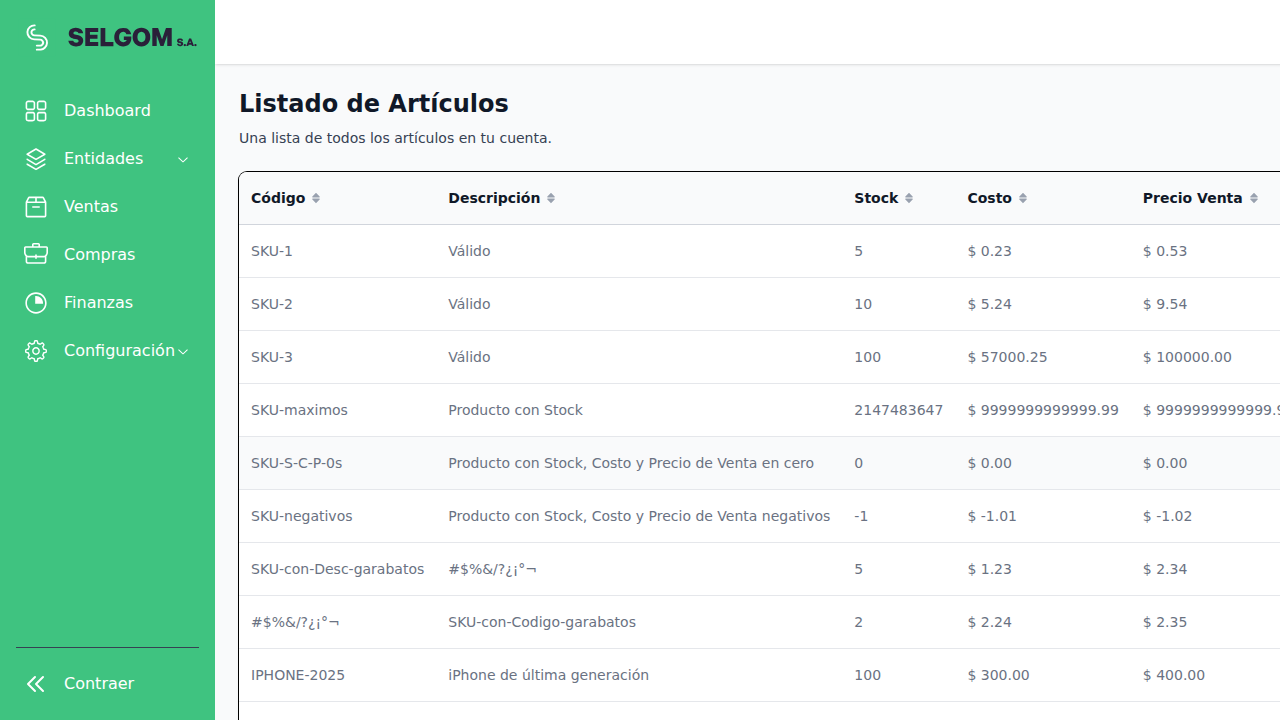 SELGOM S.A.
Dashboard
Entidades
Ventas
Compras
Finanzas
Configuración
Contraer
Listado de Artículos
Una lista de todos los artículos en tu cuenta.
Código Descripción Stock Costo Precio Venta
SKU-1 Válido 5 $ 0.23 $ 0.53
SKU-2 Válido 10 $ 5.24 $ 9.54
SKU-3 Válido 100 $ 57000.25 $ 100000.00
SKU-maximos Producto con Stock 2147483647 $ 9999999999999.99 $ 9999999999999.9
SKU-S-C-P-0s Producto con Stock, Costo y Precio de Venta en cero 0 $ 0.00 $ 0.00
SKU-negativos Producto con Stock, Costo y Precio de Venta negativos -1 $ -1.01 $ -1.02
SKU-con-Desc-garabatos #$%&/?¿¡°¬ 5 $ 1.23 $ 2.34
#$%&/?¿¡°¬ SKU-con-Codigo-garabatos 2 $ 2.24 $ 2.35
IPHONE-2025 iPhone de última generación 100 $ 300.00 $ 400.00